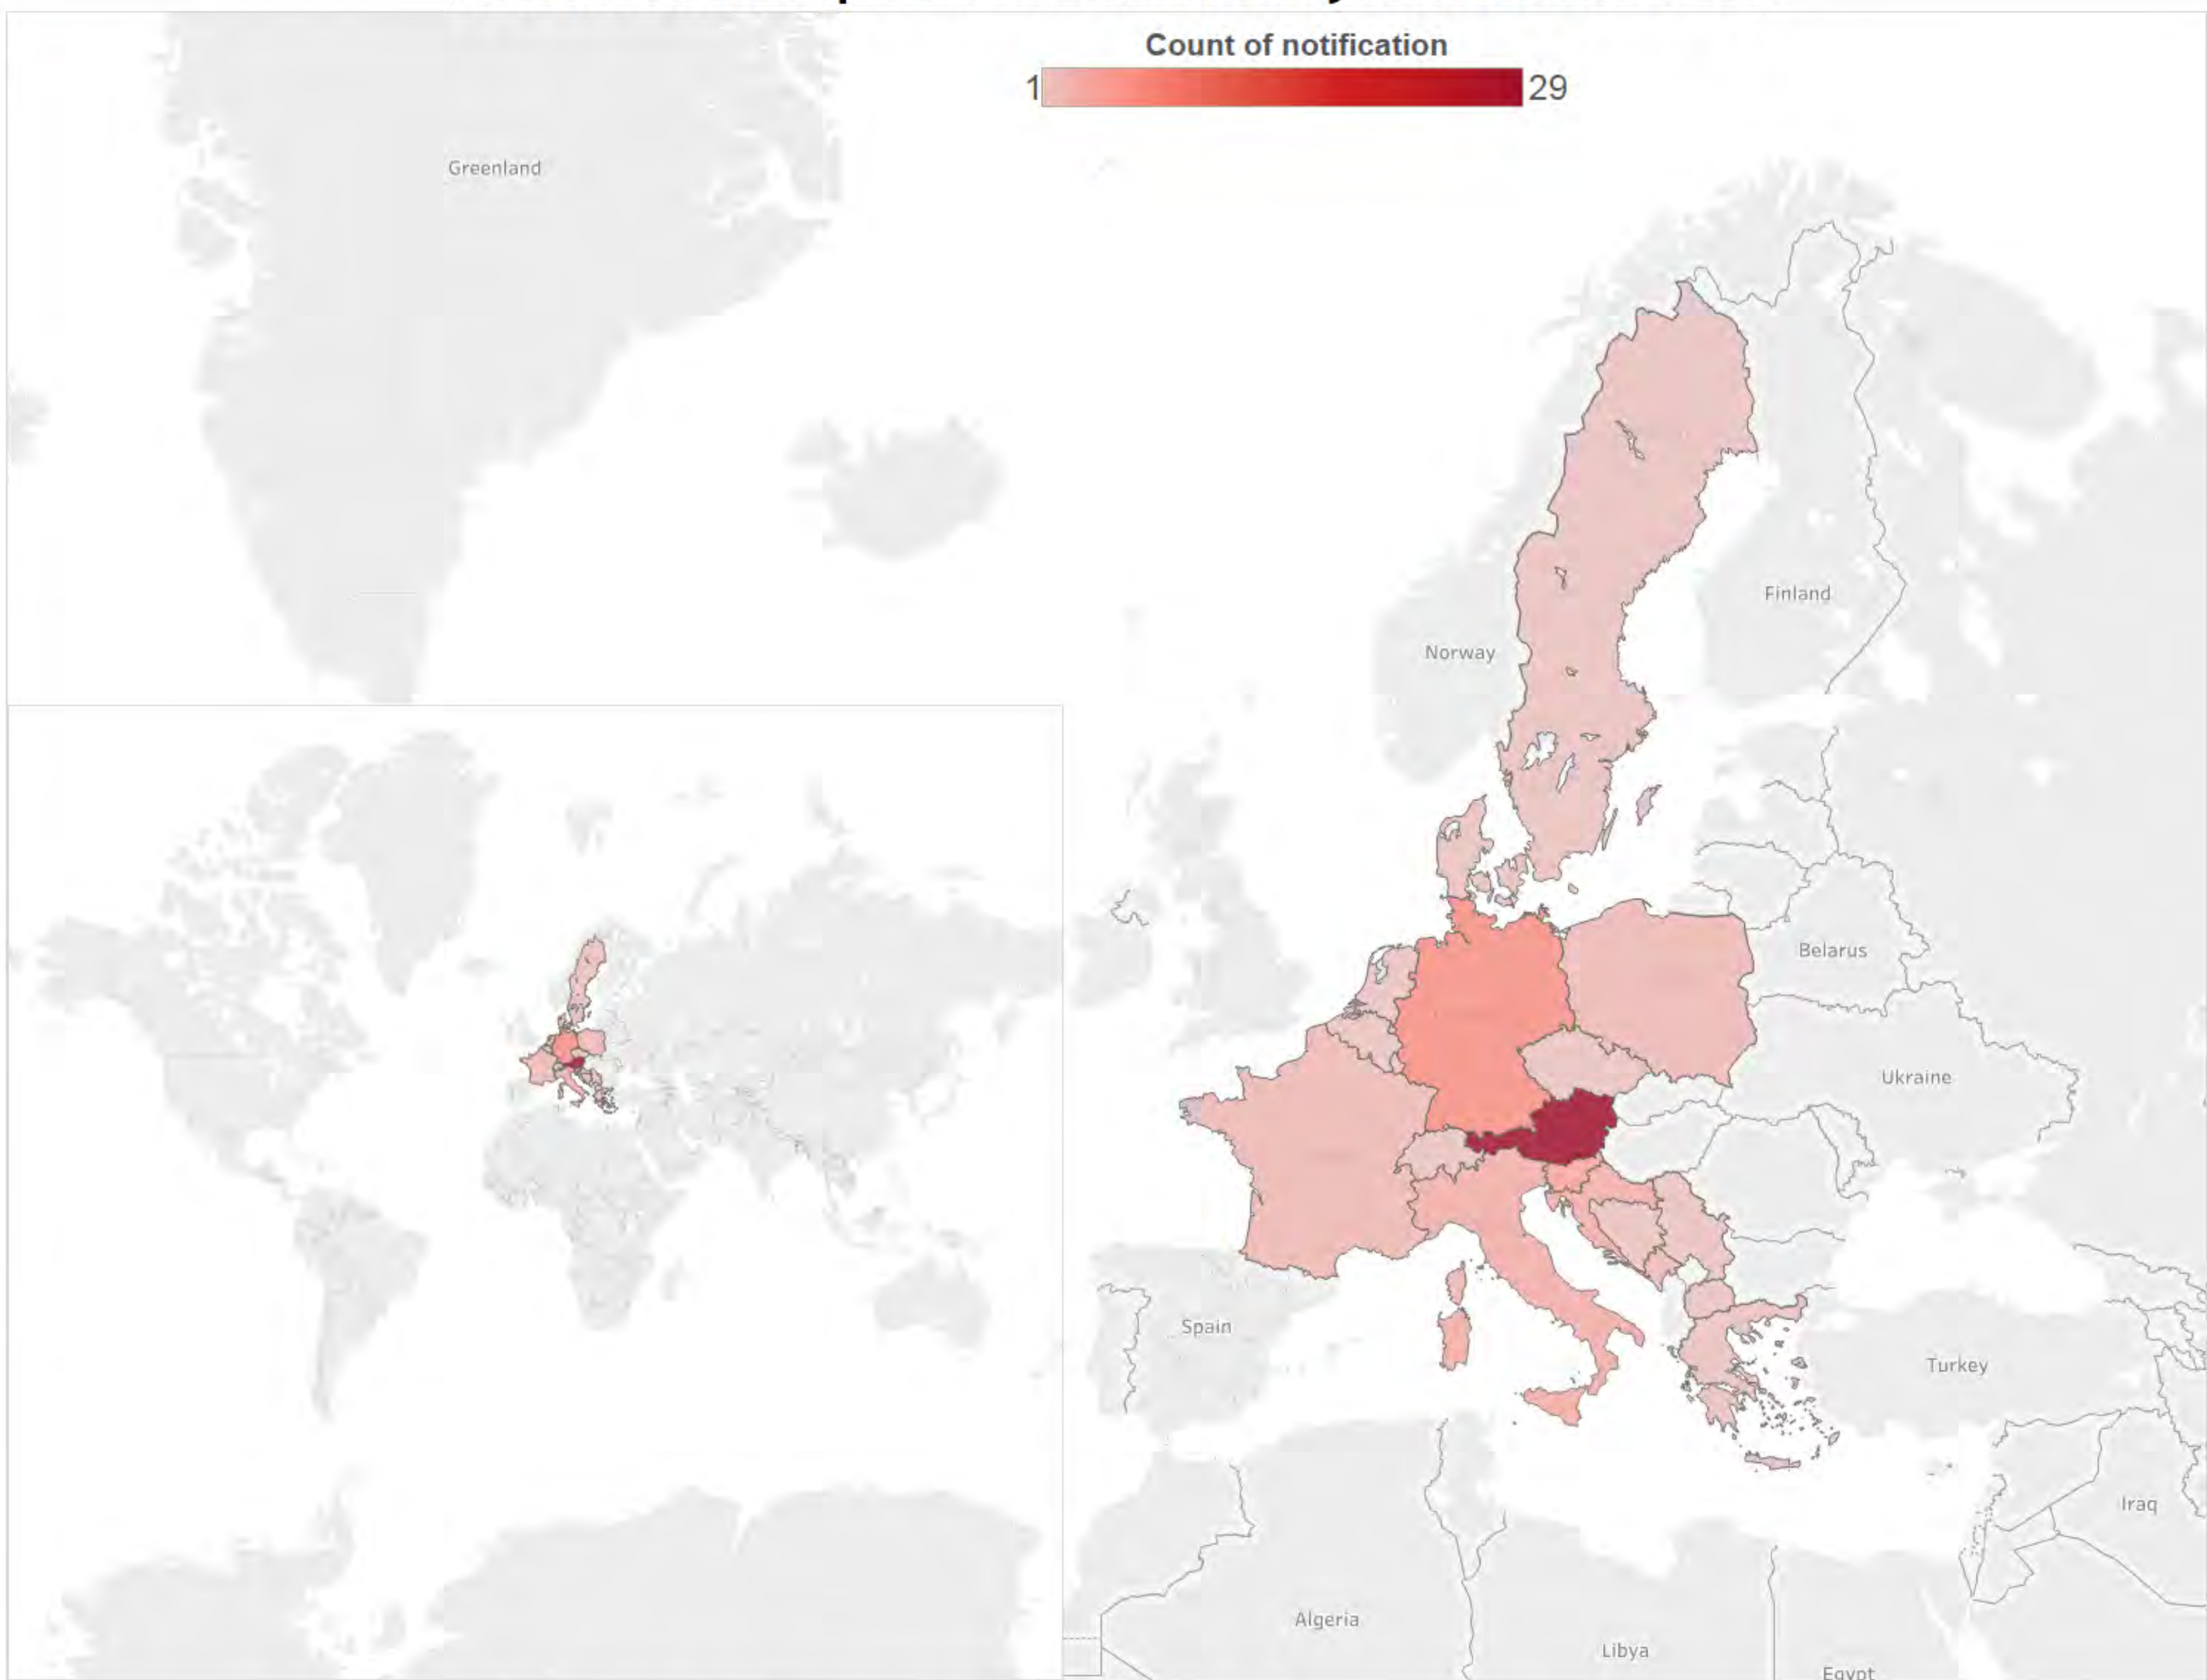 Count of notification
1 29
Greenland
Finland
Norway
Belarus
Ukraine
Spain
Turkey
Iraq
Algeria
Libya
Egypt